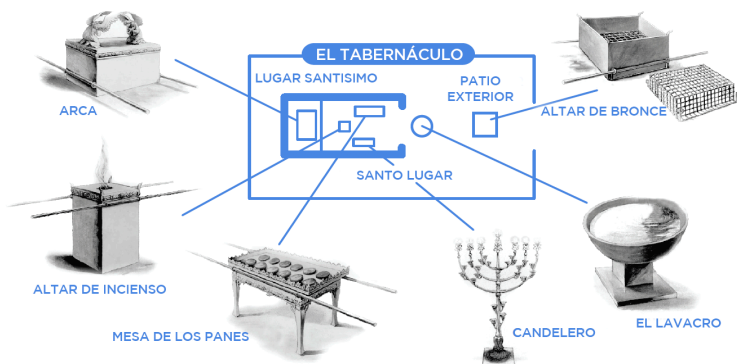 EL TABERNÁCULO
LUGAR SANTISIMO
PATIO
EXTERIOR
ARCA
ALTAR DE BRONCE
SANTO LUGAR
ALTAR DE INCIENSO
MESA DE LOS PANES
CANDELERO
EL LAVACRO